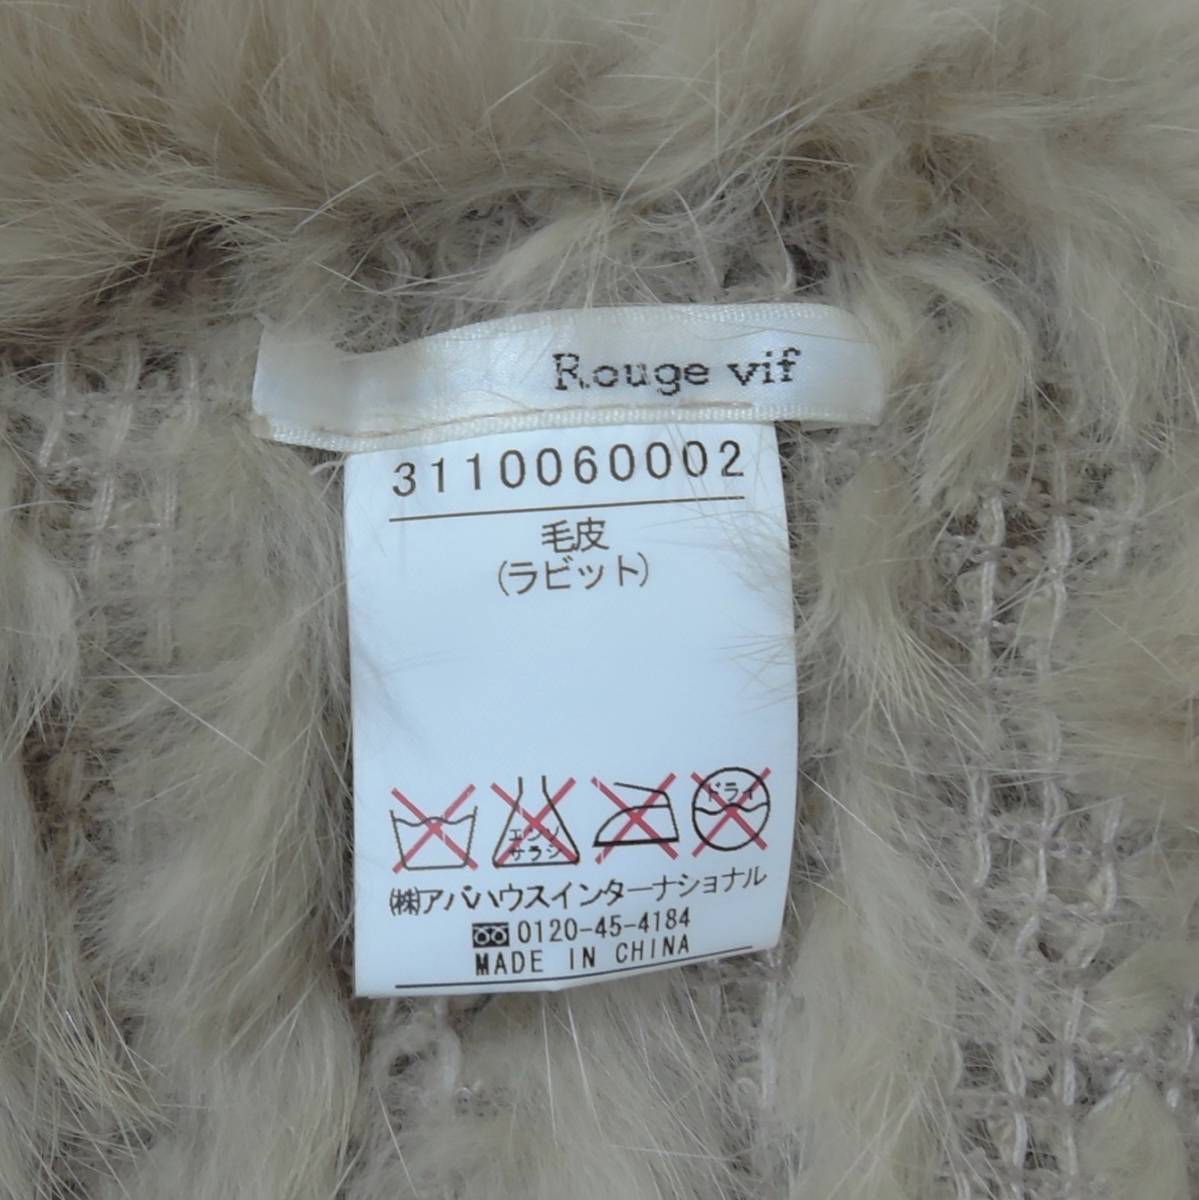 Rouge vif
3110060002
毛皮
(ラビット)
エンソ
サラシ
ドライ
㈱アバハウスインターナショナル
0120-45-4184
MADE IN CHINA